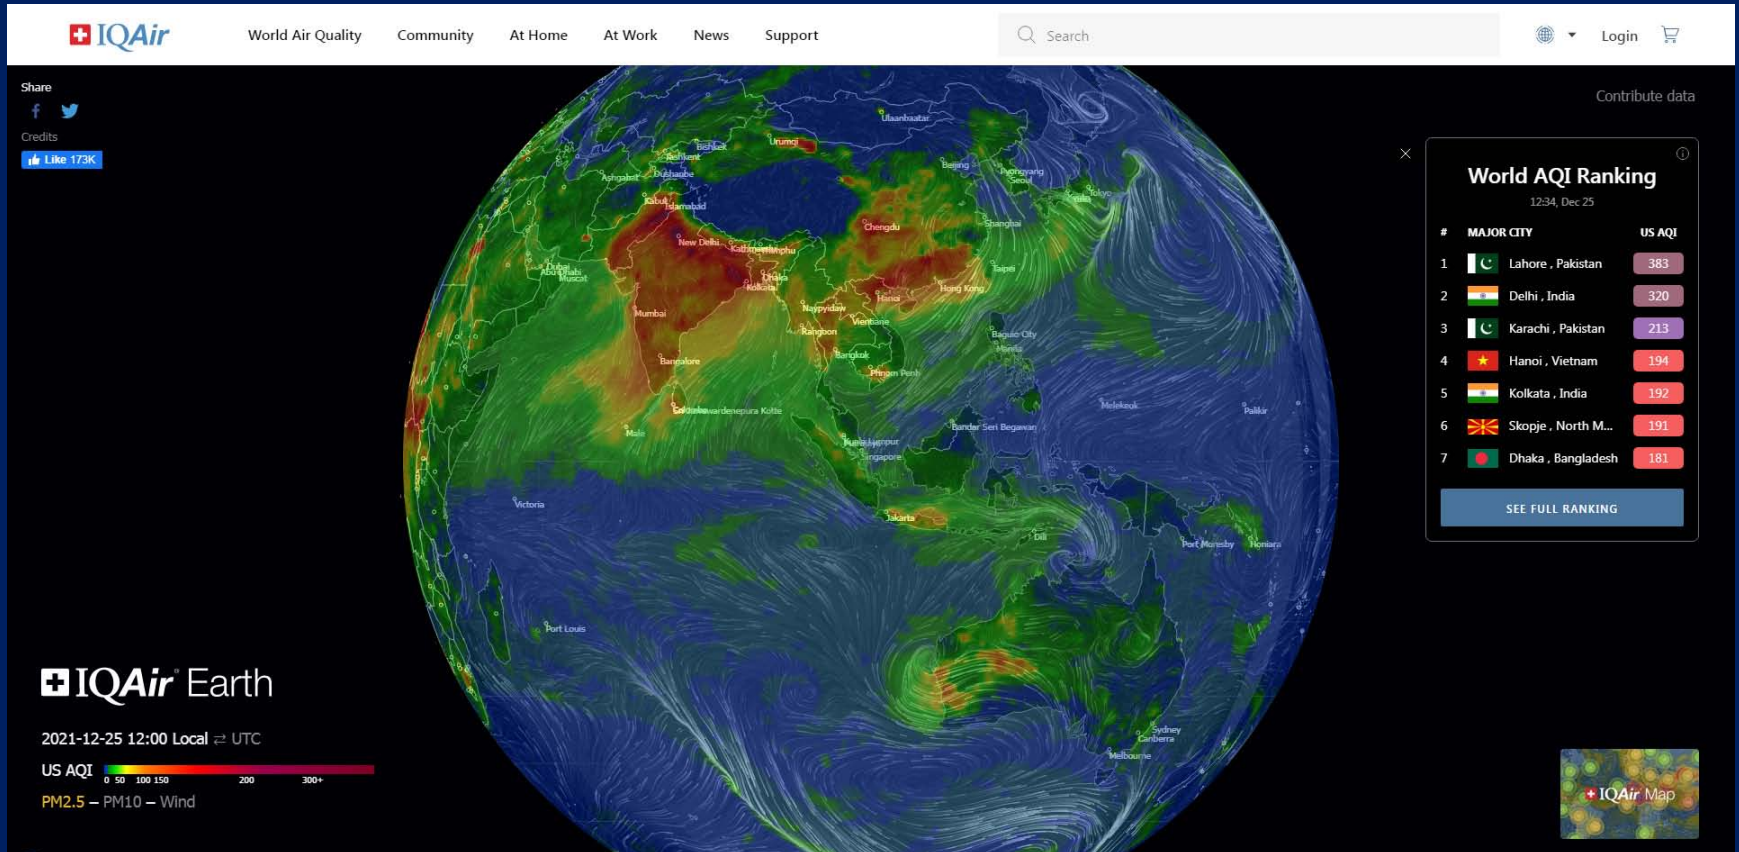 IQAir
World Air Quality
Community
At Home
At Work
News
Support
Search
Login
Share
Credits
Like 173K
Contribute data
World AQI Ranking
12:34, Dec 25
# MAJOR CITY US AQI
1 Lahore , Pakistan 383
2 Delhi , India 320
3 Karachi , Pakistan 213
4 Hanoi , Vietnam 194
5 Kolkata , India 192
6 Skopje , North M... 191
7 Dhaka , Bangladesh 181
SEE FULL RANKING
Ulaanbaatar
Urumqi
Bishkek
Tashkent
Beijing
Dushanbe
Ashgabat
Pyongyang
Seoul
Tokyo
Kabul
Islamabad
Shanghai
Chengdu
New Delhi
Kathmandu
Thimphu
Dubai
Abu Dhabi
Muscat
Taipei
Dhaka
Kolkata
Hong Kong
Hanoi
Naypyidaw
Mumbai
Vientiane
Rangoon
Baguio City
Manila
Bangkok
Bangalore
Phnom Penh
Melekeok
Palikir
Male
Bandar Seri Begawan
Kuala Lumpur
Singapore
Victoria
Jakarta
Dili
Port Moresby
Honiara
Port Louis
Sydney
Canberra
Melbourne
IQAir Earth
2021-12-25 12:00 Local ⇄ UTC
US AQI
0 50 100 150 200 300+
PM2.5 – PM10 – Wind
IQAir Map